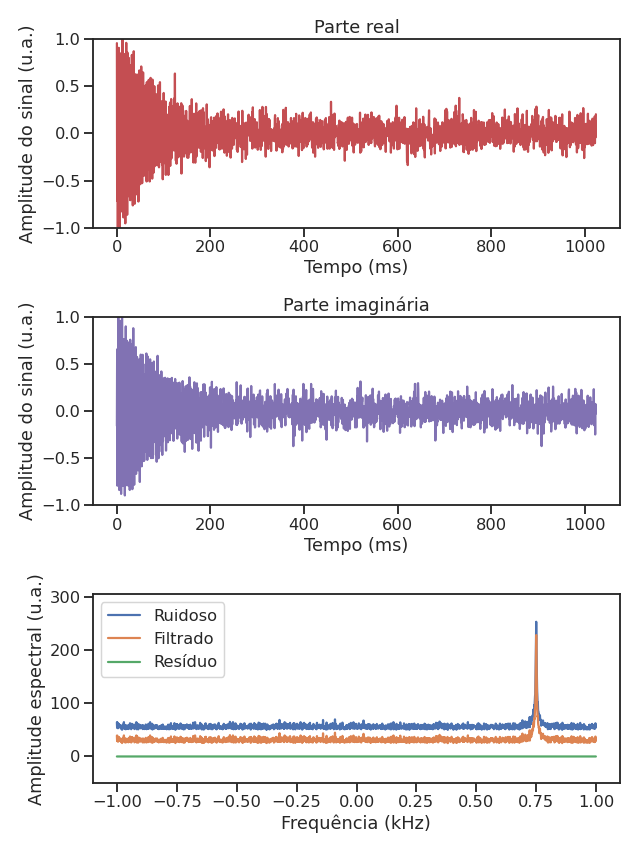 Parte real
Amplitude do sinal (u.a.)
1.0
0.5
0.0
−0.5
−1.0
0 200 400 600 800 1000
Tempo (ms)
Parte imaginária
Amplitude do sinal (u.a.)
1.0
0.5
0.0
−0.5
−1.0
0 200 400 600 800 1000
Tempo (ms)
Amplitude espectral (u.a.)
300
200
100
0
Ruidoso
Filtrado
Resíduo
−1.00 −0.75 −0.50 −0.25 0.00 0.25 0.50 0.75 1.00
Frequência (kHz)